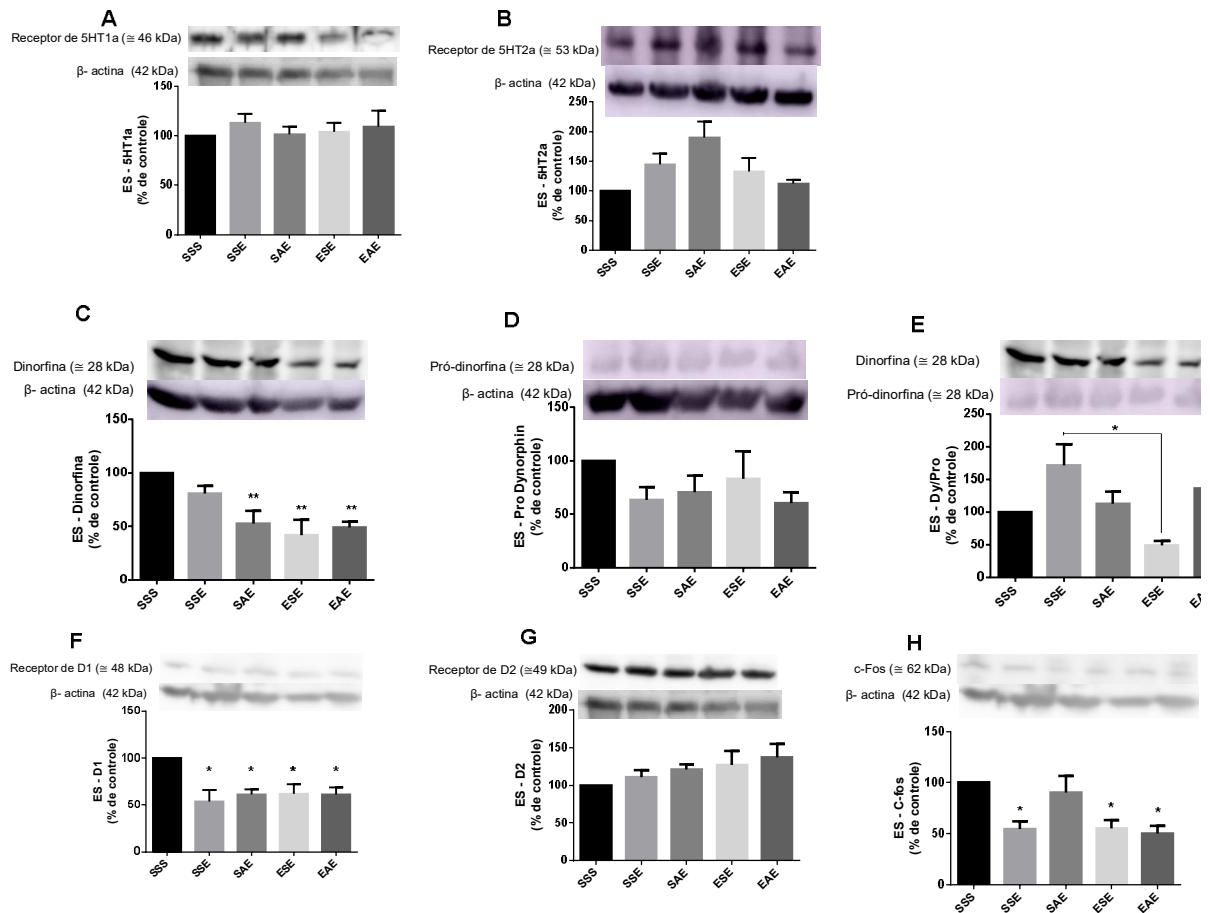 A
Receptor de 5HT1a (≅ 46 kDa)
β- actina (42 kDa)
150
100
50
0
ES - 5HT1a
(% de controle)
SSS
SSE
SAE
ESE
EAE
B
Receptor de 5HT2a (≅ 53 kDa)
β- actina (42 kDa)
250
200
150
100
50
0
ES - 5HT2a
(% de controle)
SSS
SSE
SAE
ESE
EAE
C
Dinorfina (≅ 28 kDa)
β- actina (42 kDa)
150
100
50
0
ES - Dinorfina
(% de controle)
** ** **
SSS
SSE
SAE
ESE
EAE
D
Pró-dinorfina (≅ 28 kDa)
β- actina (42 kDa)
150
100
50
0
ES - Pro Dynorphin
(% de controle)
SSS
SSE
SAE
ESE
EAE
E
Dinorfina (≅ 28 kDa)
Pró-dinorfina (≅ 28 kDa)
250
200
150
100
50
0
ES - Dy/Pro
(% de controle)
*
SSS
SSE
SAE
ESE
F
Receptor de D1 (≅ 48 kDa)
β- actina (42 kDa)
150
100
50
0
ES - D1
(% de controle)
* * * *
SSS
SSE
SAE
ESE
EAE
G
Receptor de D2 (≅49 kDa)
β- actina (42 kDa)
200
150
100
50
0
ES - D2
(% de controle)
SSS
SSE
SAE
ESE
EAE
H
c-Fos (≅ 62 kDa)
β- actina (42 kDa)
150
100
50
0
ES - C-fos
(% de controle)
* * *
SSS
SSE
SAE
ESE
EAE